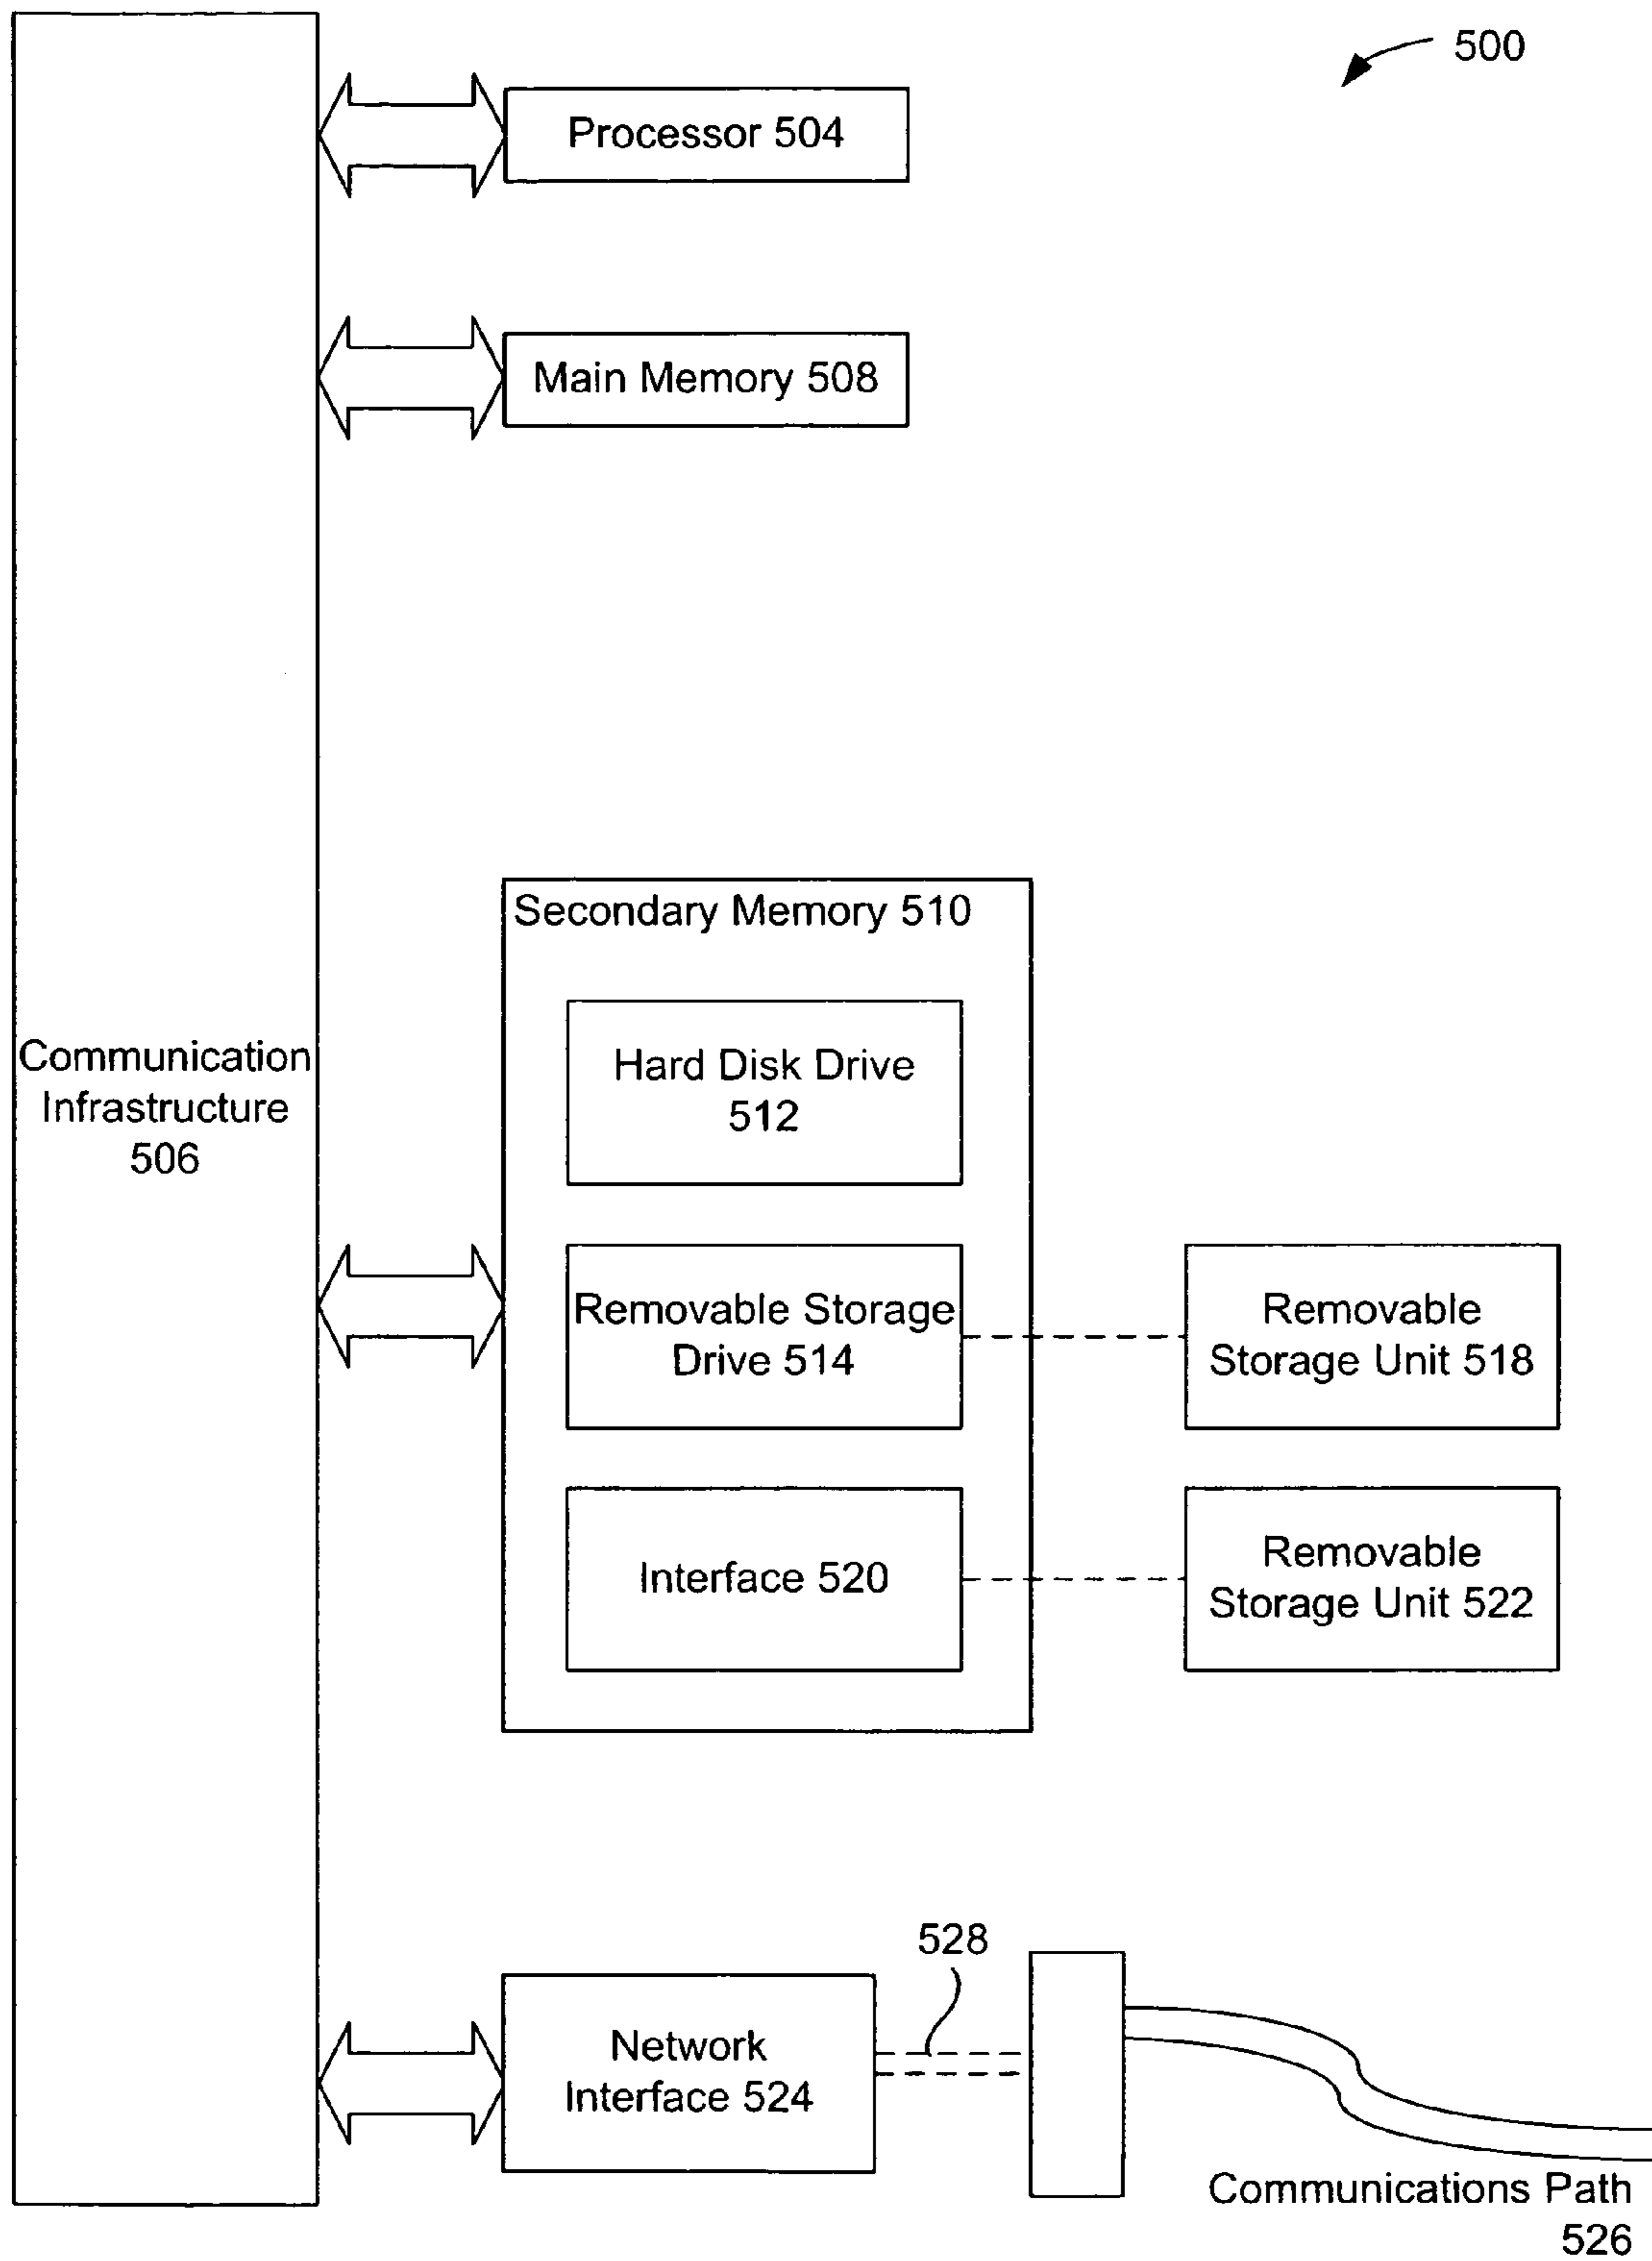 500
Processor 504
Main Memory 508
Secondary Memory 510
Hard Disk Drive
512
Communication
Infrastructure
506
Removable Storage
Drive 514
Removable
Storage Unit 518
Interface 520
Removable
Storage Unit 522
528
Network
Interface 524
Communications Path
526